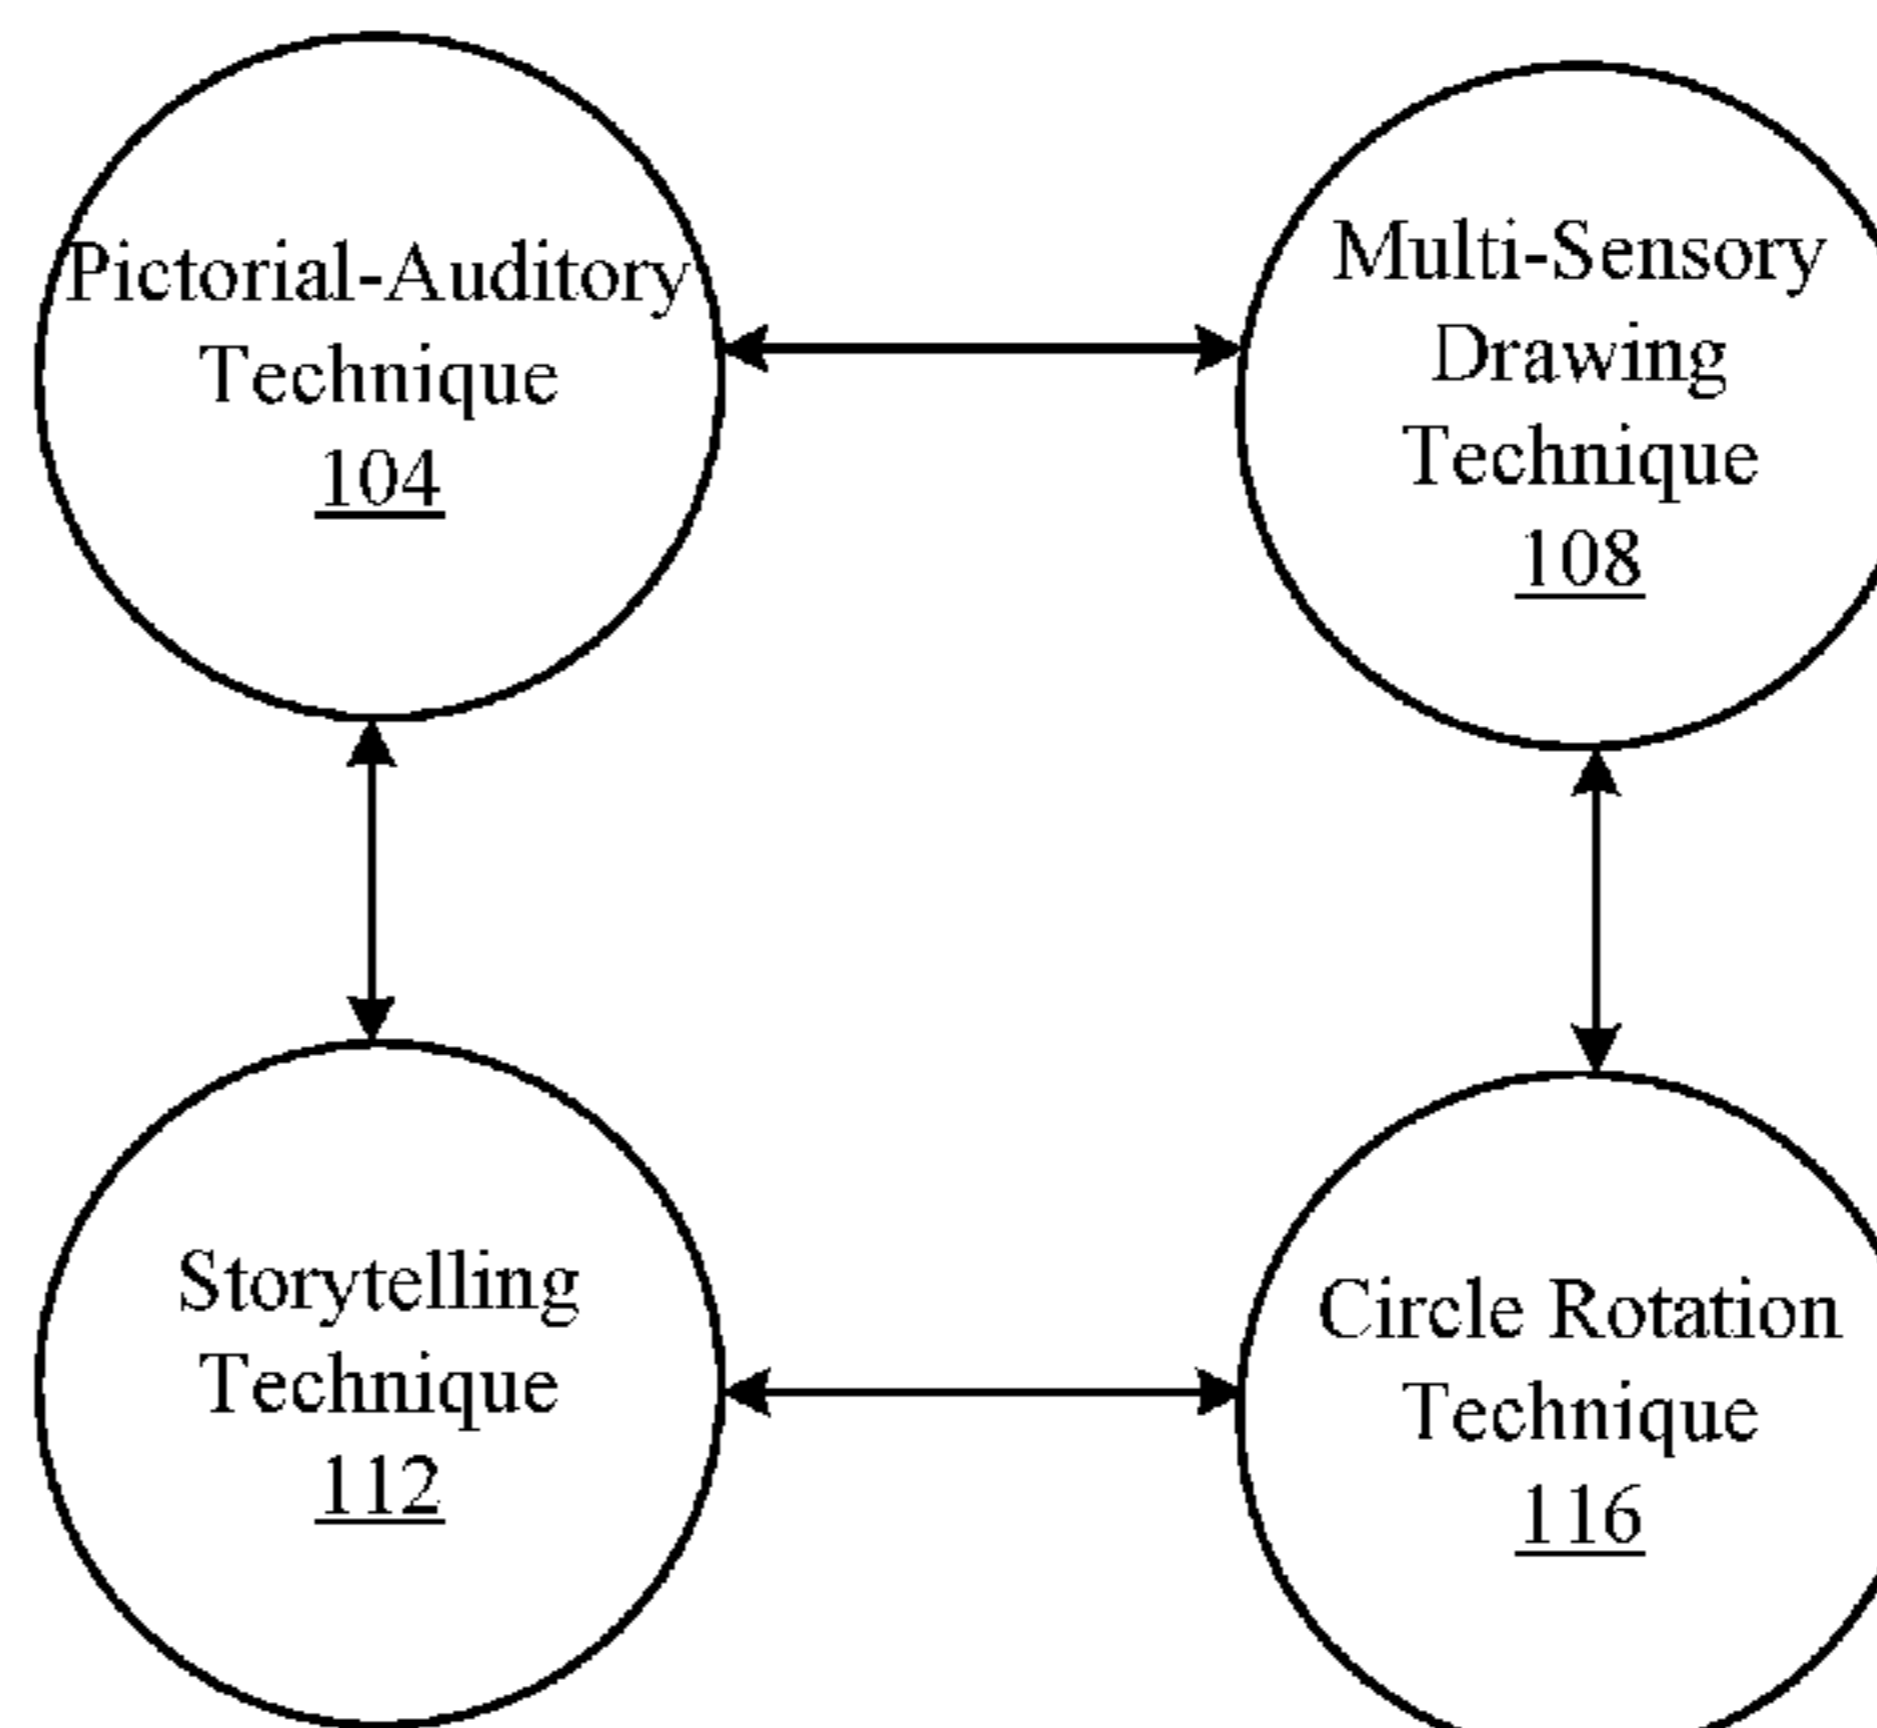 Pictorial-Auditory
Technique
104
Multi-Sensory
Drawing
Technique
108
Storytelling
Technique
112
Circle Rotation
Technique
116